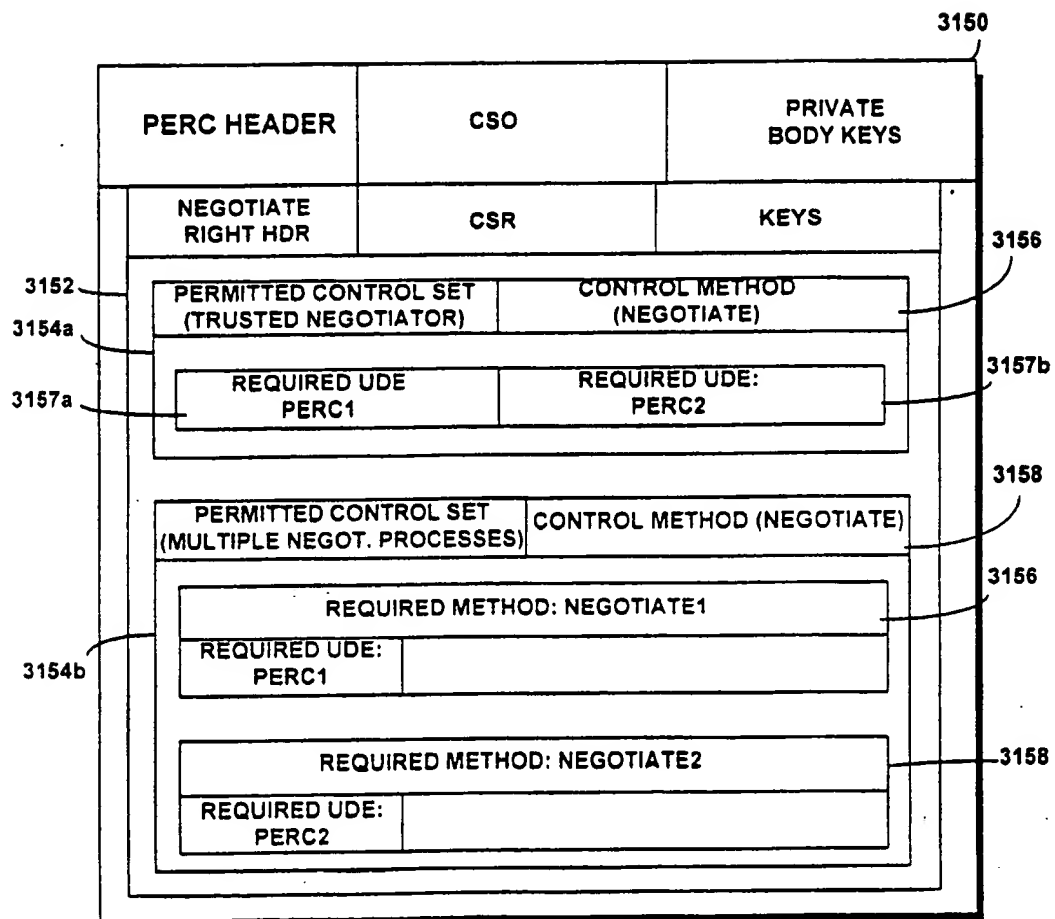 3150
PERC HEADER
CSO
PRIVATE
BODY KEYS
NEGOTIATE
RIGHT HDR
CSR
KEYS
3156
3152
PERMITTED CONTROL SET
(TRUSTED NEGOTIATOR)
CONTROL METHOD
(NEGOTIATE)
3154a
3157b
REQUIRED UDE
PERC1
REQUIRED UDE:
PERC2
3157a
3158
PERMITTED CONTROL SET
(MULTIPLE NEGOT. PROCESSES)
CONTROL METHOD (NEGOTIATE)
3156
REQUIRED METHOD: NEGOTIATE1
3154b
REQUIRED UDE:
PERC1
REQUIRED METHOD: NEGOTIATE2
3158
REQUIRED UDE:
PERC2